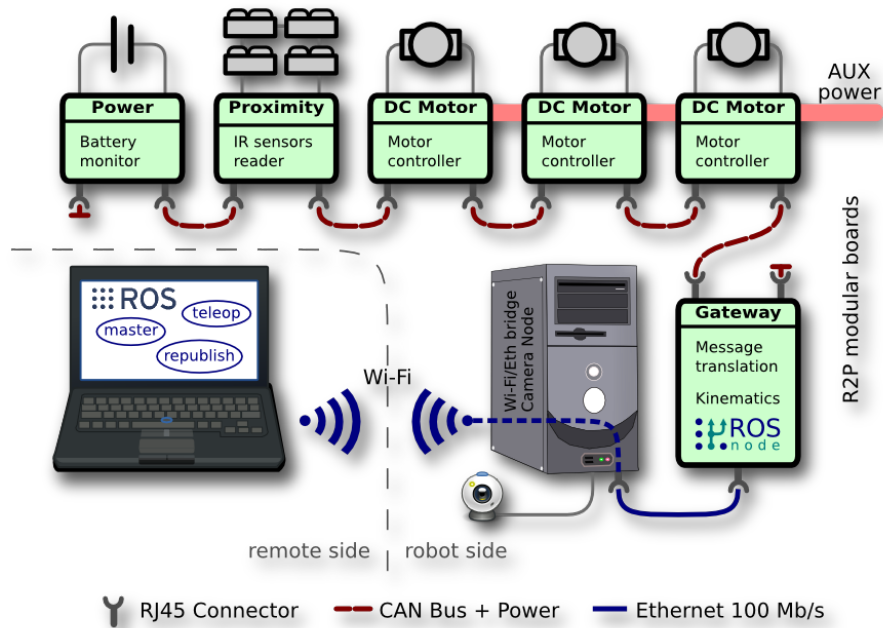 AUX
power
Power
Battery
monitor
Proximity
IR sensors
reader
DC Motor
Motor
controller
DC Motor
Motor
controller
DC Motor
Motor
controller
R2P modular boards
ROS
teleop
master
republish
Wi-Fi
Wi-Fi/Eth bridge
Camera Node
Gateway
Message
translation
Kinematics
ROS
node
remote side
robot side
RJ45 Connector
CAN Bus + Power
Ethernet 100 Mb/s